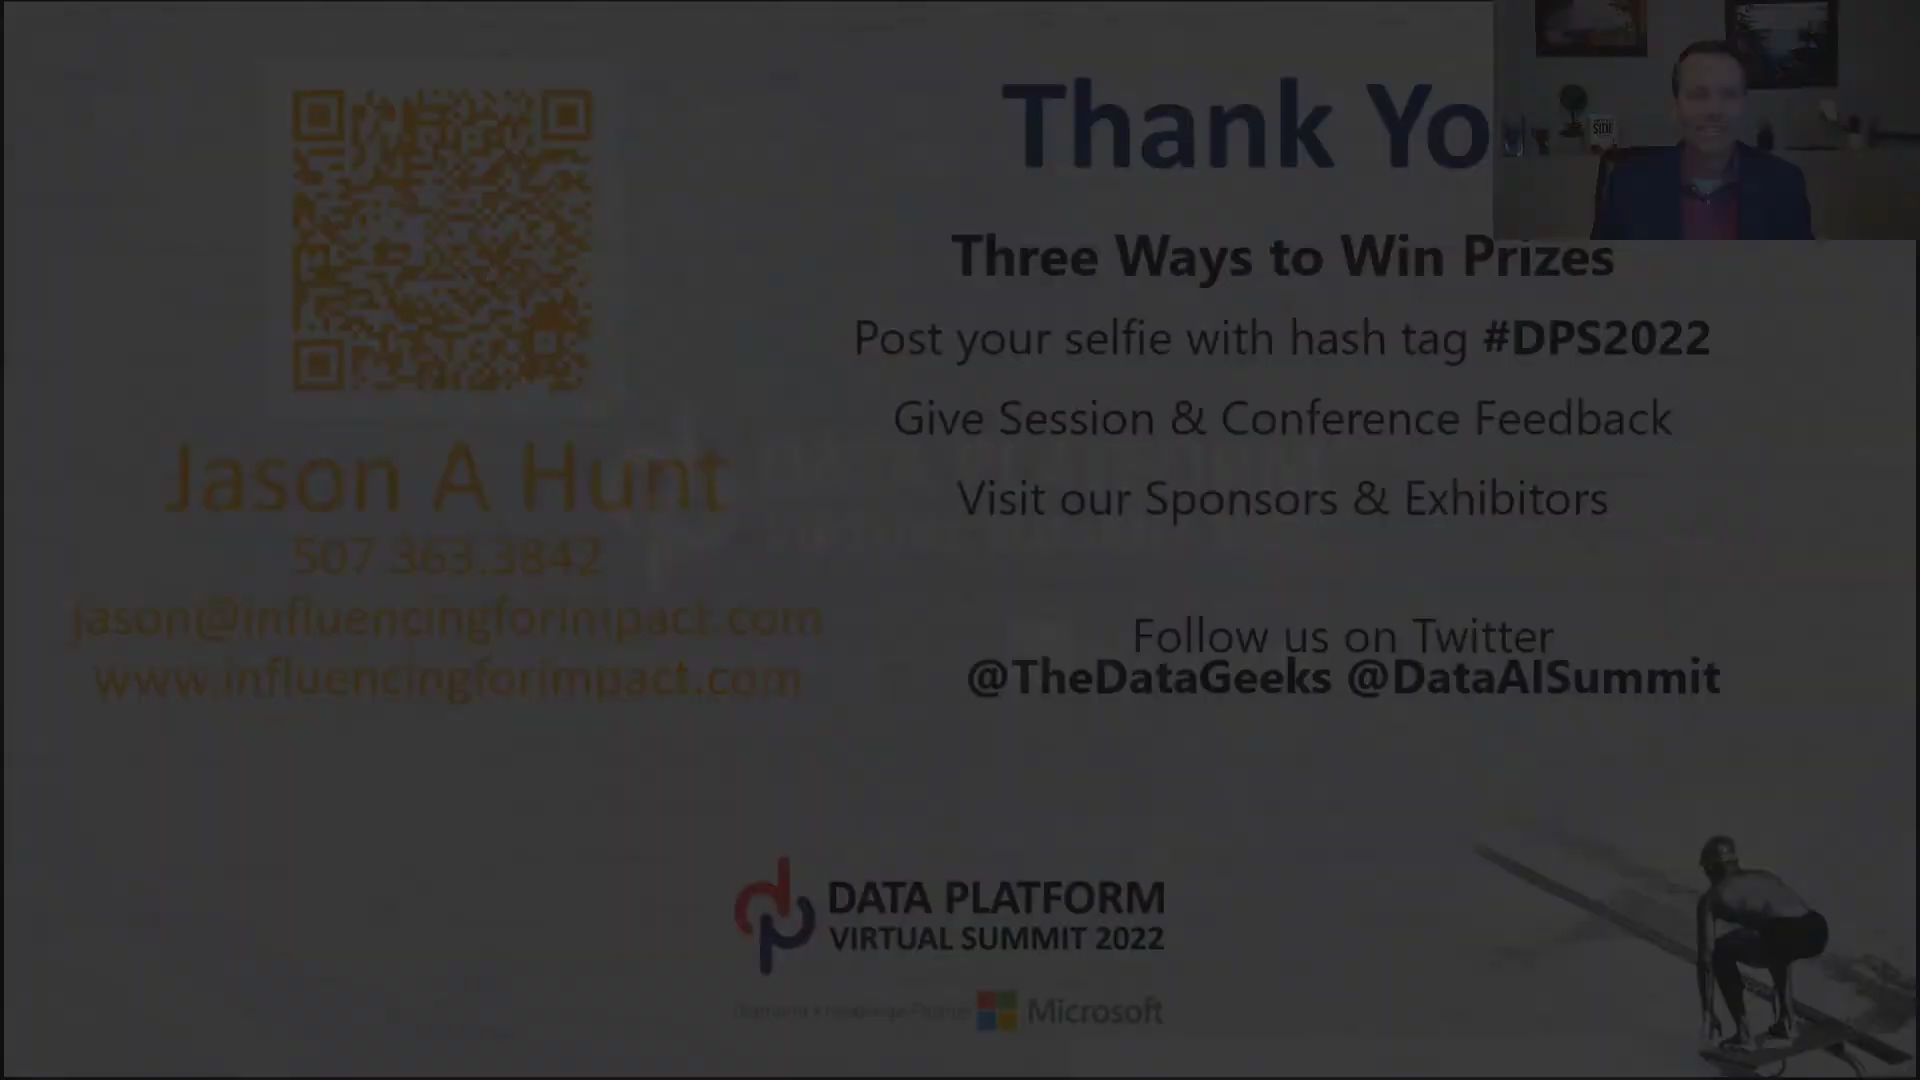 Thank Yo
Three Ways to Win Prizes
Post your selfie with hash tag #DPS2022
Give Session & Conference Feedback
Visit our Sponsors & Exhibitors
Follow us on Twitter
@TheDataGeeks @DataAISummit
Jason A Hunt
507.363.3842
jason@influencingforimpact.com
www.influencingforimpact.com
DATA PLATFORM
VIRTUAL SUMMIT 2022
Microsoft